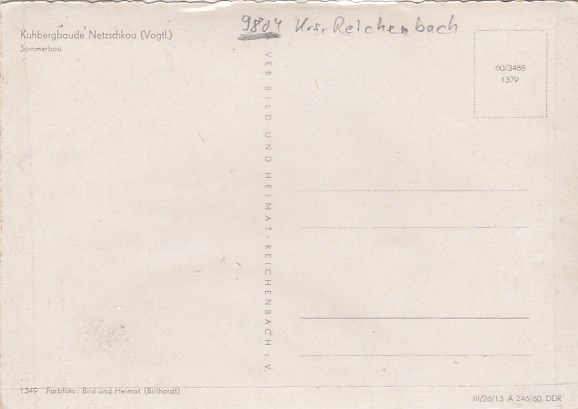 9804 Krs. Reichenbach
Kuhbergbaude Netzschkau (Vogtl.)
Sommerbau
60/3488
1379
VEB BILD UND HEIMAT · REICHENBACH I. V.
1349 Farbfoto: Bild und Heimat (Billhardt)
III/26/13 A 246/60 DDR